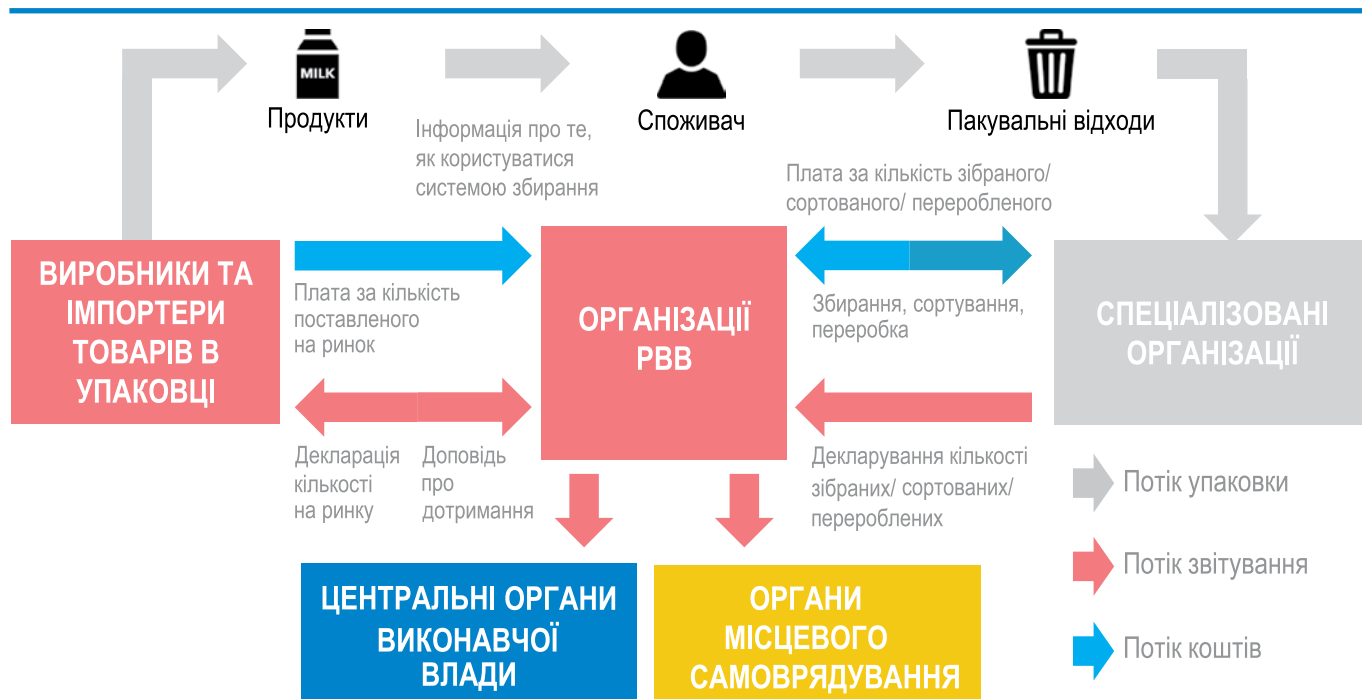 MILK
Продукти
Споживач
Пакувальні відходи
Інформація про те,
як користуватися
системою збирання
Плата за кількість зібраного/
сортованого/ переробленого
ВИРОБНИКИ ТА
ІМПОРТЕРИ
ТОВАРІВ В
УПАКОВЦІ
Плата за кількість
поставленого
на ринок
ОРГАНІЗАЦІЇ
РВВ
Збирання, сортування,
переробка
СПЕЦІАЛІЗОВАНІ
ОРГАНІЗАЦІЇ
Декларація
кількості
на ринку
Доповідь
про
дотримання
Декларування кількості
зібраних/ сортованих/
перероблених
Потік упаковки
Потік звітування
Потік коштів
ЦЕНТРАЛЬНІ ОРГАНИ
ВИКОНАВЧОЇ
ВЛАДИ
ОРГАНИ
МІСЦЕВОГО
САМОВРЯДУВАННЯ